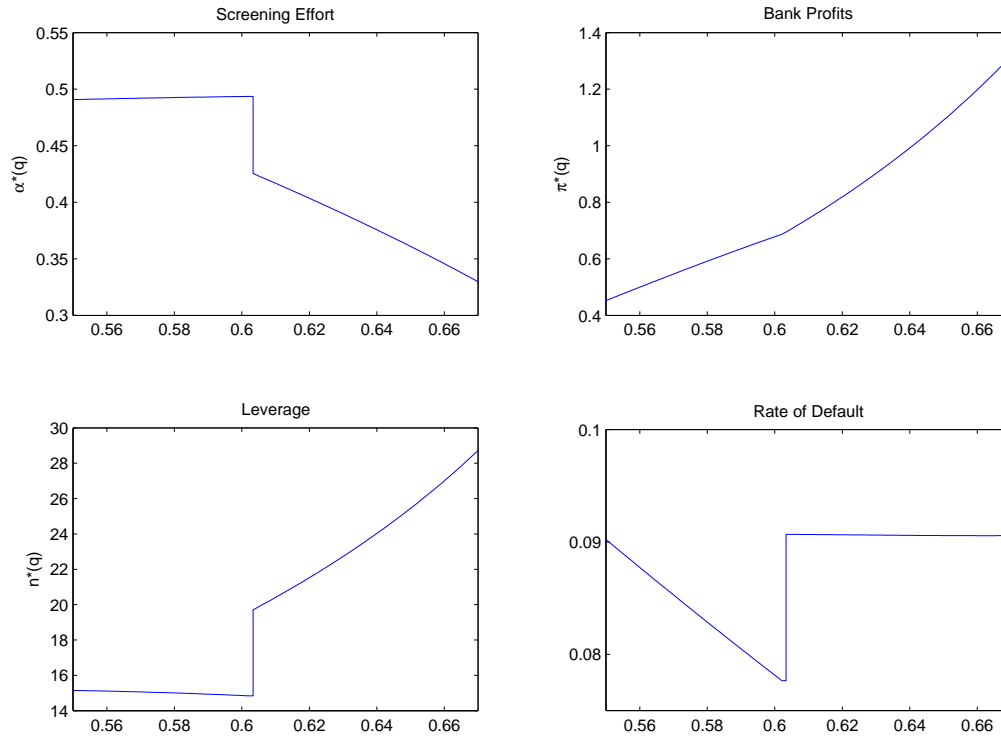 Screening Effort
0.55
0.5
0.45
0.4
0.35
0.3
α*(q)
0.56 0.58 0.6 0.62 0.64 0.66
Bank Profits
1.4
1.2
1
0.8
0.6
0.4
π*(q)
0.56 0.58 0.6 0.62 0.64 0.66
Leverage
30
28
26
24
22
20
18
16
14
n*(q)
0.56 0.58 0.6 0.62 0.64 0.66
Rate of Default
0.1
0.09
0.08
0.56 0.58 0.6 0.62 0.64 0.66